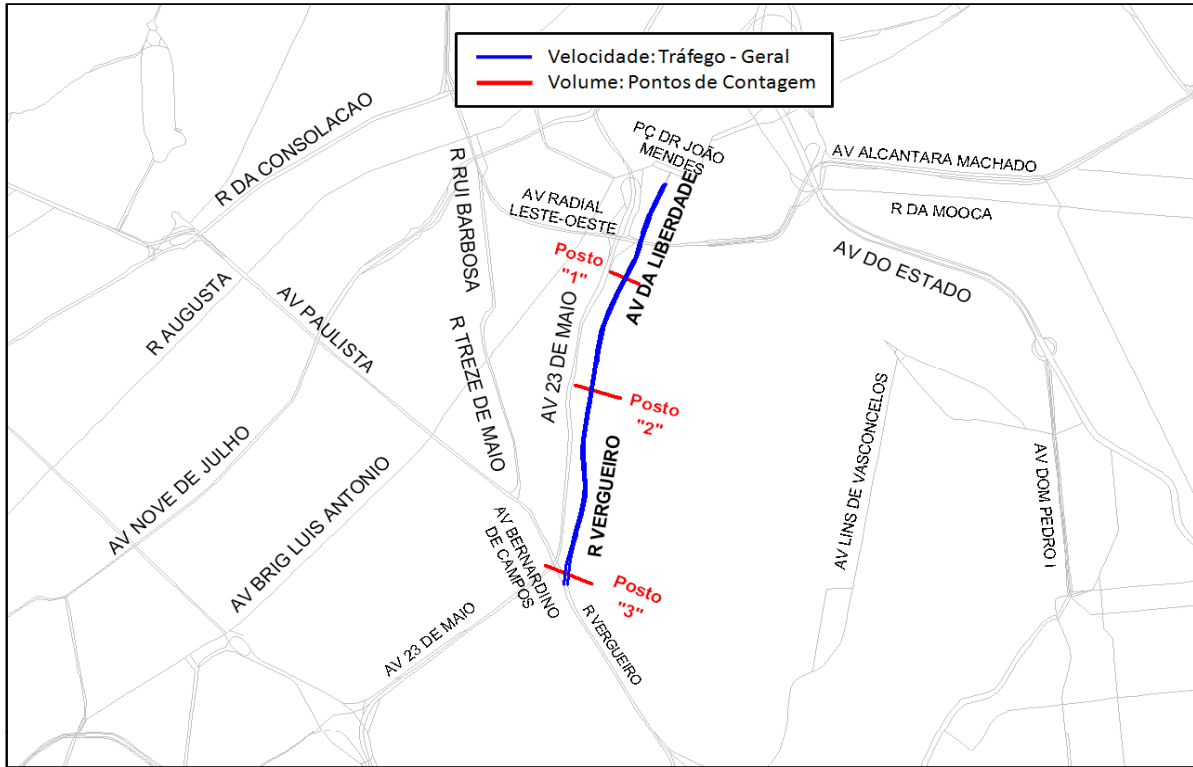 Velocidade: Tráfego - Geral
Volume: Pontos de Contagem
PÇ DR JOÃO
MENDES
AV ALCANTARA MACHADO
R DA MOOCA
AV DO ESTADO
R DA CONSOLACAO
R RUI BARBOSA
AV RADIAL
LESTE-OESTE
AV DA LIBERDADE
Posto
"1"
R AUGUSTA
AV PAULISTA
R TREZE DE MAIO
AV 23 DE MAIO
Posto
"2"
AV LINS DE VASCONCELOS
AV DOM PEDRO I
AV NOVE DE JULHO
AV BRIG LUIS ANTONIO
R VERGUEIRO
AV BERNARDINO
DE CAMPOS
Posto
"3"
AV 23 DE MAIO
R VERGUEIRO